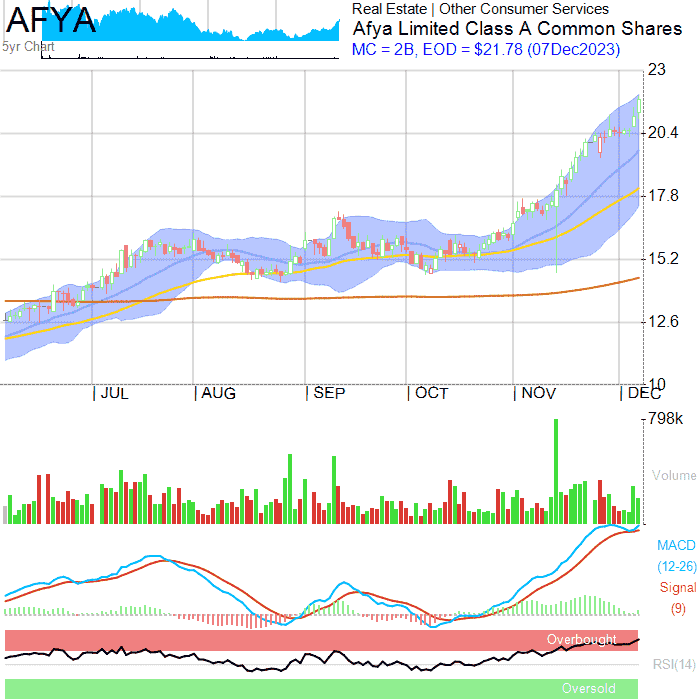 AFYA
5yr Chart
Real Estate | Other Consumer Services
Afya Limited Class A Common Shares
MC = 2B, EOD = $21.78 (07Dec2023)
23
20.4
17.8
15.2
12.6
10
| JUL | AUG | SEP | OCT | NOV | DEC
798k
Volume
MACD
(12-26)
Signal
(9)
Overbought
RSI(14)
Oversold